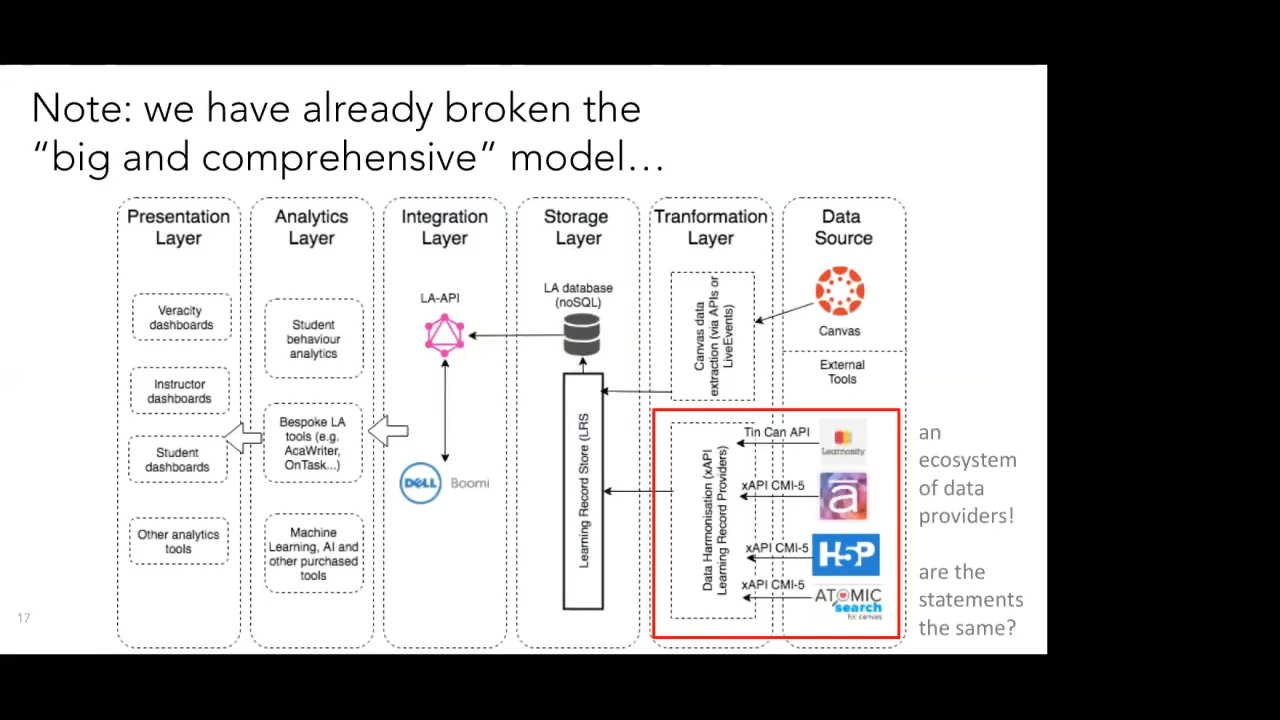 Note: we have already broken the
“big and comprehensive” model…
Presentation
Layer
Veracity
dashboards
Instructor
dashboards
Student
dashboards
Other analytics
tools
Analytics
Layer
Student
behaviour
analytics
Bespoke LA
tools (e.g.
AcaWriter,
OnTask...)
Machine
Learning, AI and
other purchased
tools
Integration
Layer
LA-API
DELL
Boomi
Storage
Layer
LA database
(noSQL)
Learning Record Store (LRS
Tranformation
Layer
Canvas data
extraction (via APIs or
LiveEvents)
Data Harmonisation (xAPI
Learning Record Providers)
Tin Can API
xAPI CMI-5
xAPI CMI-5
xAPI CMI-5
Data
Source
Canvas
External
Tools
Learnosity
a
H5P
ATOMIC
search
for canvas
an
ecosystem
of data
providers!
are the
statements
the same?
17